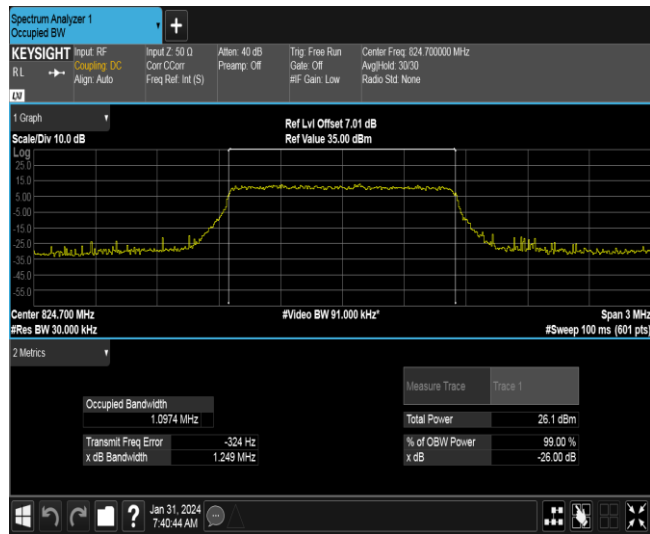 Spectrum Analyzer 1
Occupied BW
+
KEYSIGHT
RL
LXI
Input: RF
Coupling: DC
Align: Auto
Input Z: 50 Ω
Corr CCorr
Freq Ref: Int (S)
Atten: 40 dB
Preamp: Off
Trig: Free Run
Gate: Off
#IF Gain: Low
Center Freq: 824.700000 MHz
Avg|Hold: 30/30
Radio Std: None
1 Graph
Scale/Div 10.0 dB
Ref Lvl Offset 7.01 dB
Ref Value 35.00 dBm
Log
25.0
15.0
5.00
-5.00
-15.0
-25.0
-35.0
-45.0
-55.0
Center 824.700 MHz
#Res BW 30.000 kHz
#Video BW 91.000 kHz*
Span 3 MHz
#Sweep 100 ms (601 pts)
2 Metrics
Measure Trace Trace 1
Occupied Bandwidth
1.0974 MHz
Total Power 26.1 dBm
Transmit Freq Error -324 Hz
x dB Bandwidth 1.249 MHz
% of OBW Power 99.00 %
x dB -26.00 dB
?
Jan 31, 2024
7:40:44 AM